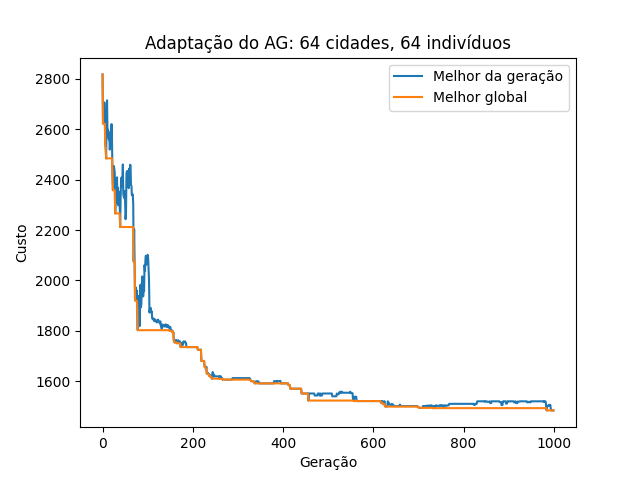 Adaptação do AG: 64 cidades, 64 indivíduos
Melhor da geração
Melhor global
2800
2600
2400
2200
2000
1800
1600
Custo
0 200 400 600 800 1000
Geração